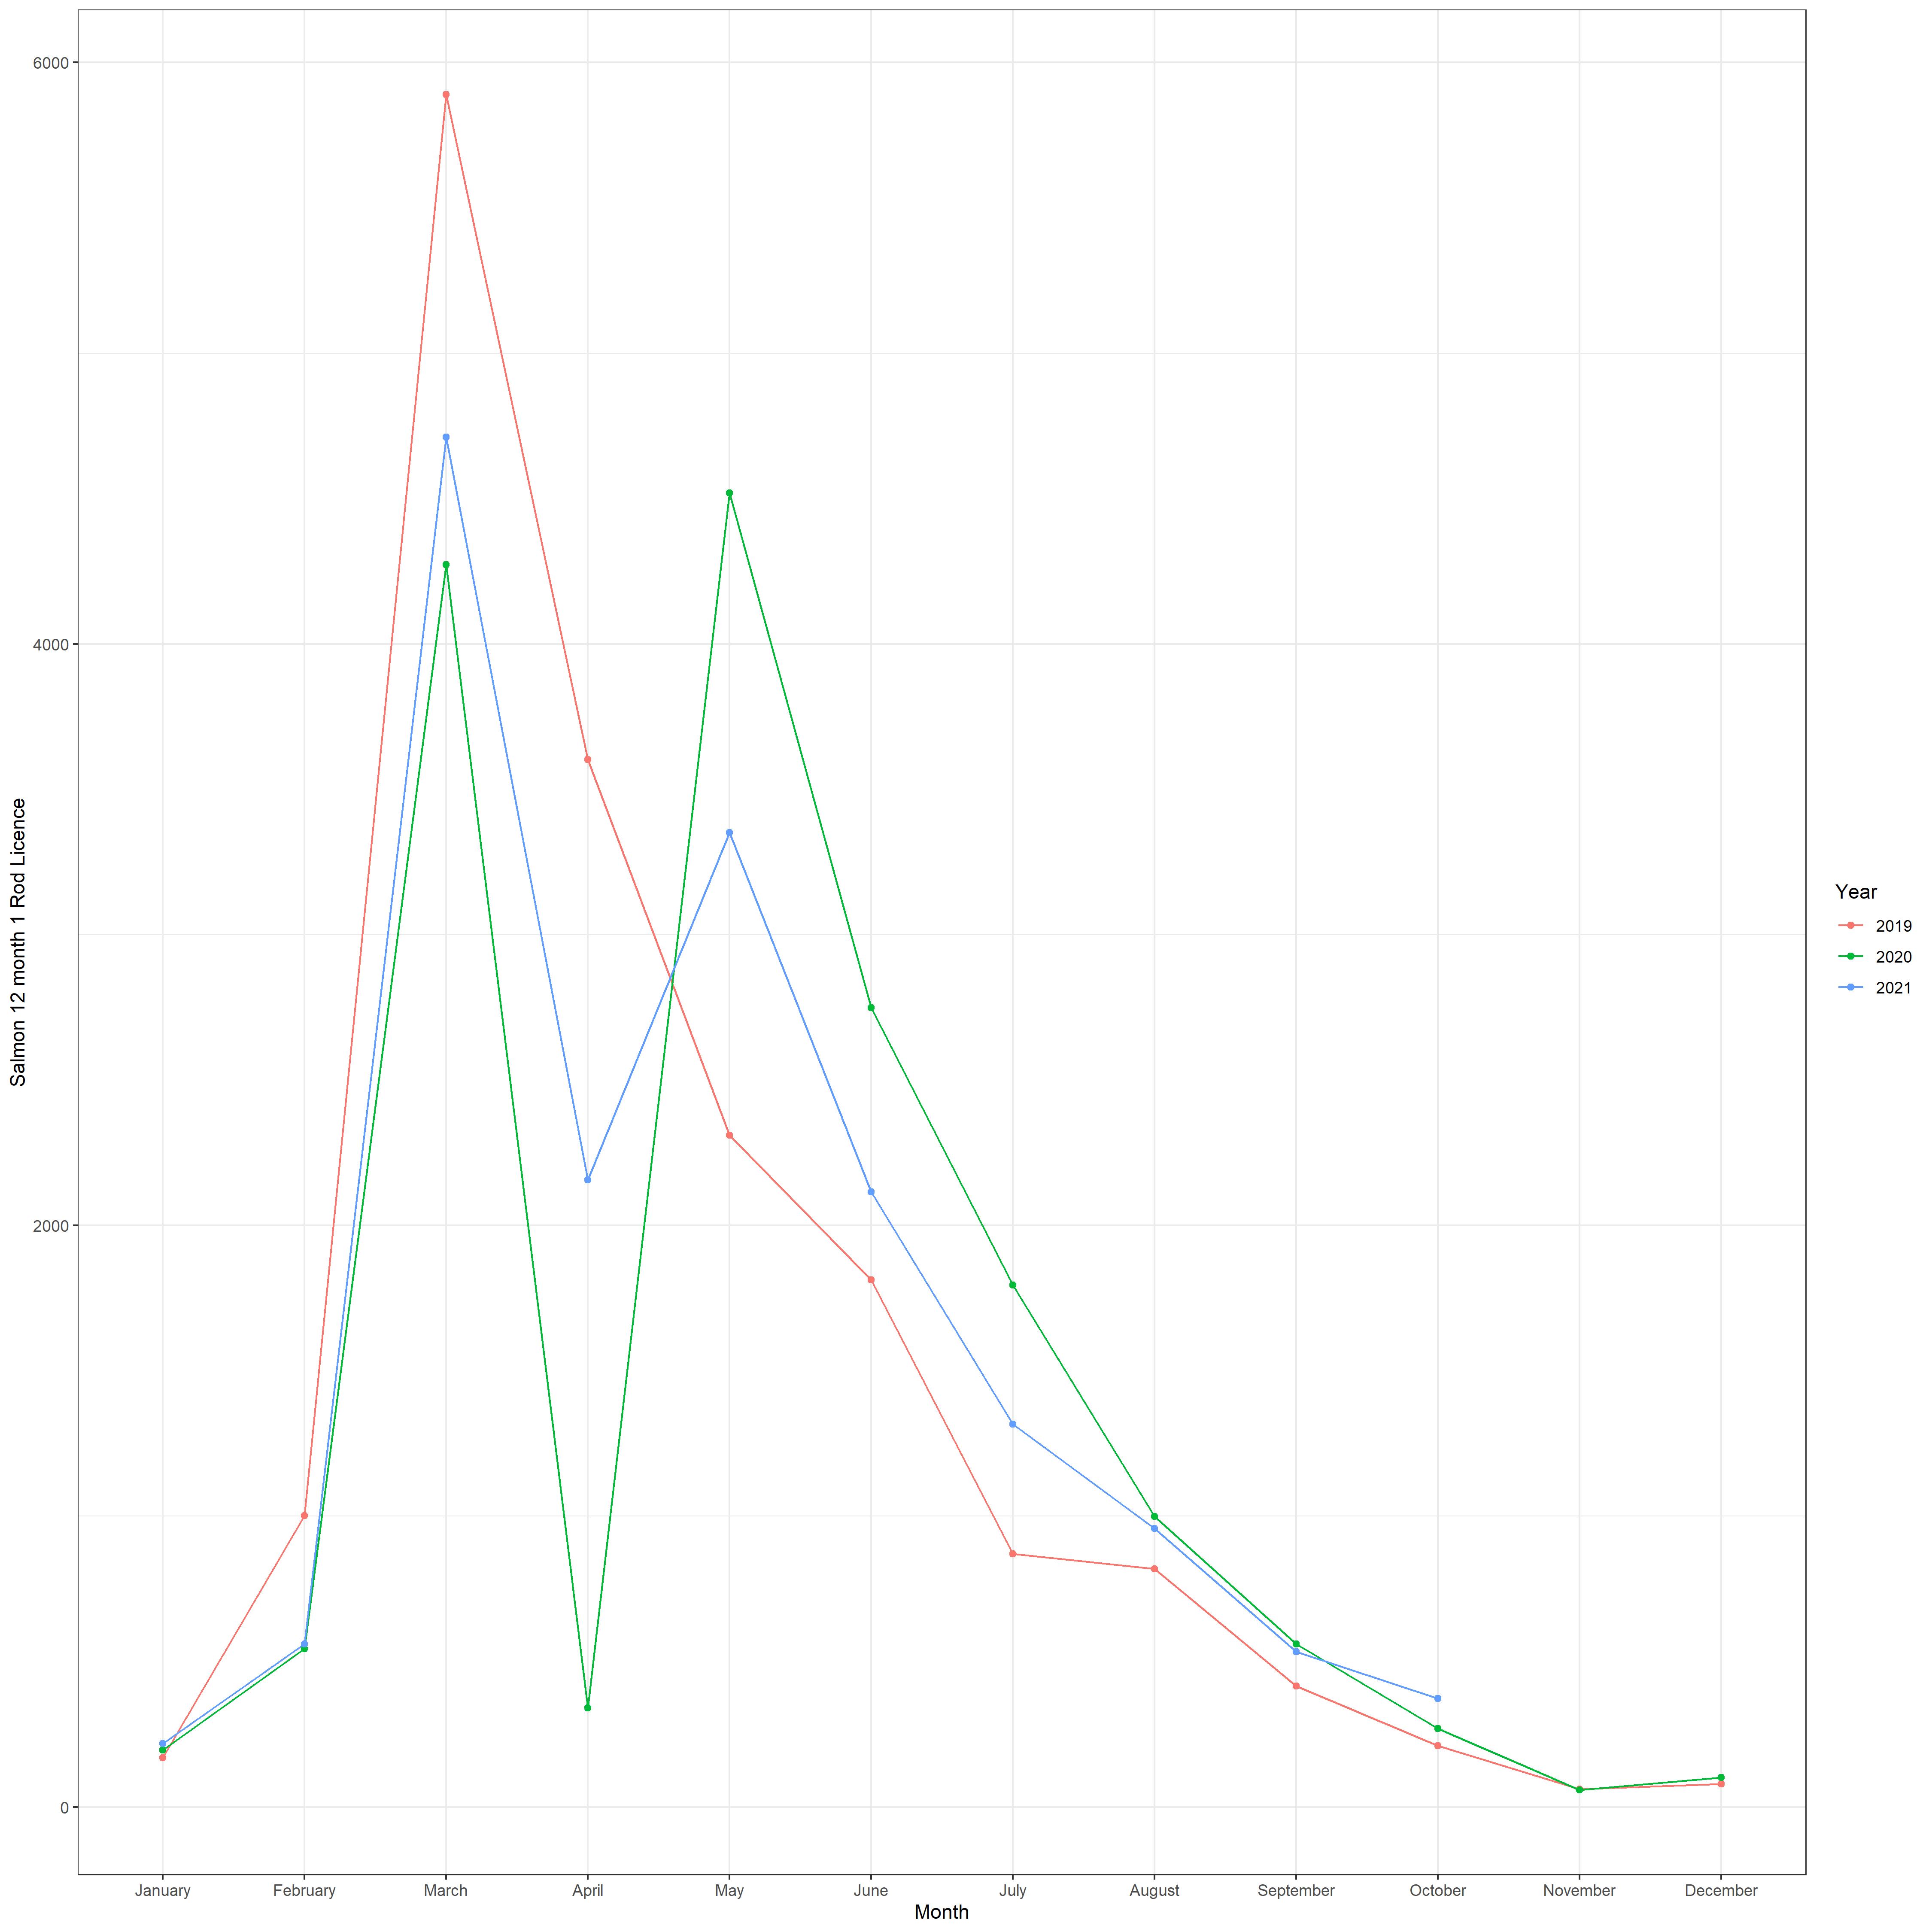 Salmon 12 month 1 Rod Licence
6000
4000
2000
0
January February March April May June July August September October November December
Month
Year
2019
2020
2021